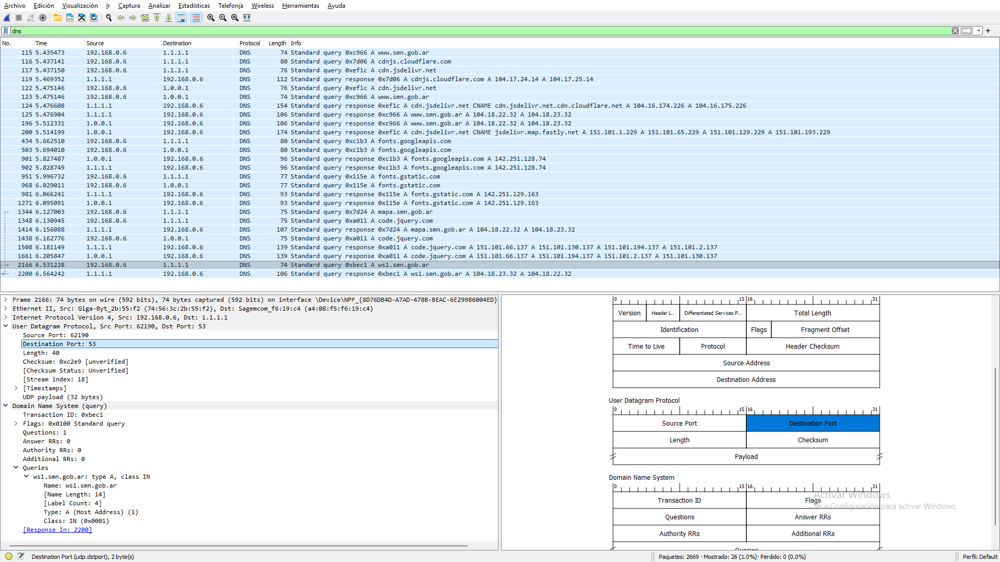 Archivo Edición Visualización Ir Captura Analizar Estadísticas Telefonía Wireless Herramientas Ayuda
dns
No. Time Source Destination Protocol Length Info
115 5.435473 192.168.0.6 1.1.1.1 DNS 74 Standard query 0xc966 A www.smn.gob.ar
116 5.437141 192.168.0.6 1.1.1.1 DNS 80 Standard query 0x7d06 A cdnjs.cloudflare.com
117 5.437150 192.168.0.6 1.1.1.1 DNS 76 Standard query 0xef1c A cdn.jsdelivr.net
119 5.469352 1.1.1.1 192.168.0.6 DNS 112 Standard query response 0x7d06 A cdnjs.cloudflare.com A 104.17.24.14 A 104.17.25.14
122 5.475146 192.168.0.6 1.0.0.1 DNS 76 Standard query 0xef1c A cdn.jsdelivr.net
123 5.475146 192.168.0.6 1.0.0.1 DNS 74 Standard query 0xc966 A www.smn.gob.ar
124 5.476608 1.1.1.1 192.168.0.6 DNS 154 Standard query response 0xef1c A cdn.jsdelivr.net CNAME cdn.jsdelivr.net.cdn.cloudflare.net A 104.16.174.226 A 104.16.175.226
125 5.476904 1.1.1.1 192.168.0.6 DNS 106 Standard query response 0xc966 A www.smn.gob.ar A 104.18.22.32 A 104.18.23.32
196 5.512331 1.0.0.1 192.168.0.6 DNS 106 Standard query response 0xc966 A www.smn.gob.ar A 104.18.22.32 A 104.18.23.32
200 5.514199 1.0.0.1 192.168.0.6 DNS 174 Standard query response 0xef1c A cdn.jsdelivr.net CNAME jsdelivr.map.fastly.net A 151.101.1.229 A 151.101.65.229 A 151.101.129.229 A 151.101.193.229
434 5.662510 192.168.0.6 1.1.1.1 DNS 80 Standard query 0xc1b3 A fonts.googleapis.com
503 5.694010 192.168.0.6 1.0.0.1 DNS 80 Standard query 0xc1b3 A fonts.googleapis.com
901 5.827487 1.0.0.1 192.168.0.6 DNS 96 Standard query response 0xc1b3 A fonts.googleapis.com A 142.251.128.74
902 5.828749 1.1.1.1 192.168.0.6 DNS 96 Standard query response 0xc1b3 A fonts.googleapis.com A 142.251.128.74
951 5.996732 192.168.0.6 1.1.1.1 DNS 77 Standard query 0x115e A fonts.gstatic.com
968 6.029011 192.168.0.6 1.0.0.1 DNS 77 Standard query 0x115e A fonts.gstatic.com
981 6.066241 1.1.1.1 192.168.0.6 DNS 93 Standard query response 0x115e A fonts.gstatic.com A 142.251.129.163
1271 6.095091 1.0.0.1 192.168.0.6 DNS 93 Standard query response 0x115e A fonts.gstatic.com A 142.251.129.163
1344 6.127003 192.168.0.6 1.1.1.1 DNS 75 Standard query 0x7d24 A mapa.smn.gob.ar
1348 6.130945 192.168.0.6 1.1.1.1 DNS 75 Standard query 0xa011 A code.jquery.com
1414 6.156088 1.1.1.1 192.168.0.6 DNS 107 Standard query response 0x7d24 A mapa.smn.gob.ar A 104.18.22.32 A 104.18.23.32
1438 6.162776 192.168.0.6 1.0.0.1 DNS 75 Standard query 0xa011 A code.jquery.com
1508 6.181149 1.1.1.1 192.168.0.6 DNS 139 Standard query response 0xa011 A code.jquery.com A 151.101.66.137 A 151.101.130.137 A 151.101.194.137 A 151.101.2.137
1661 6.205847 1.0.0.1 192.168.0.6 DNS 139 Standard query response 0xa011 A code.jquery.com A 151.101.66.137 A 151.101.194.137 A 151.101.2.137 A 151.101.130.137
2166 6.531228 192.168.0.6 1.1.1.1 DNS 74 Standard query 0xbec1 A ws1.smn.gob.ar
2200 6.564242 1.1.1.1 192.168.0.6 DNS 106 Standard query response 0xbec1 A ws1.smn.gob.ar A 104.18.23.32 A 104.18.22.32
Frame 2166: 74 bytes on wire (592 bits), 74 bytes captured (592 bits) on interface \Device\NPF_{8D76DB4D-A7AD-478B-BEAC-6E29986004ED}
Ethernet II, Src: Giga-Byt_2b:55:f2 (74:56:3c:2b:55:f2), Dst: Sagemcom_f6:19:c4 (a4:08:f5:f6:19:c4)
Internet Protocol Version 4, Src: 192.168.0.6, Dst: 1.1.1.1
User Datagram Protocol, Src Port: 62190, Dst Port: 53
Source Port: 62190
Destination Port: 53
Length: 40
Checksum: 0xc2e9 [unverified]
[Checksum Status: Unverified]
[Stream index: 18]
[Timestamps]
UDP payload (32 bytes)
Domain Name System (query)
Transaction ID: 0xbec1
Flags: 0x0100 Standard query
Questions: 1
Answer RRs: 0
Authority RRs: 0
Additional RRs: 0
Queries
ws1.smn.gob.ar: type A, class IN
Name: ws1.smn.gob.ar
[Name Length: 14]
[Label Count: 4]
Type: A (Host Address) (1)
Class: IN (0x0001)
[Response In: 2200]
0 15 16 31
Version Header L... Differentiated Services F... Total Length
Identification Flags Fragment Offset
Time to Live Protocol Header Checksum
Source Address
Destination Address
User Datagram Protocol
0 15 16 31
Source Port Destination Port
Length Checksum
Payload
Domain Name System
0 15 16 31
Transaction ID Flags
Questions Answer RRs
Authority RRs Additional RRs
Queries
Activar Windows
Ve a Configuración para activar Windows.
Destination Port (udp.dstport), 2 byte(s)
Paquetes: 2669 · Mostrado: 26 (1.0%) · Perdido: 0 (0.0%)
Perfil: Default